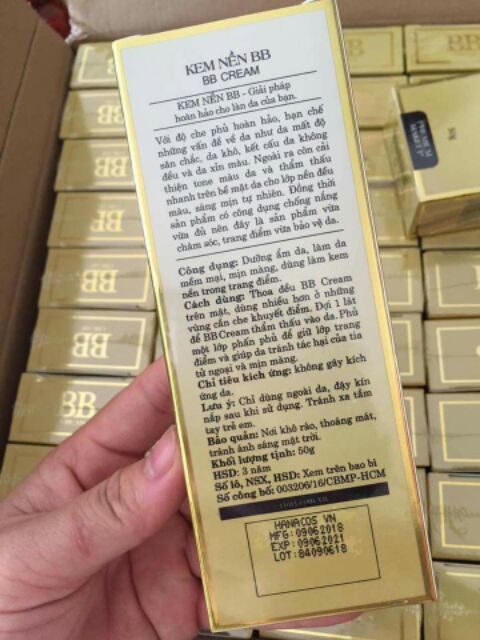 KEM NỀN BB
BB CREAM
KEM NỀN BB - Giải pháp
hoàn hảo cho làn da của bạn.
Với độ che phủ hoàn hảo, hạn chế
những vấn đề về da như da mất độ
săn chắc, da khô, kết cấu da không
đều và da xỉn màu. Ngoài ra còn cải
thiện tone màu da và thẩm thấu
nhanh trên bề mặt da cho lớp nền đều
màu, sáng mịn tự nhiên. Đồng thời
sản phẩm có công dụng chống nắng
vừa đủ nên đây là sản phẩm vừa
chăm sóc, trang điểm vừa bảo vệ da.
Công dụng: Dưỡng ẩm da, làm da
mềm mại, mịn màng, dùng làm kem
nền trong trang điểm.
Cách dùng: Thoa đều BB Cream
trên mặt, dùng nhiều hơn ở những
vùng cần che khuyết điểm. Đợi 1 lát
để BB Cream thẩm thấu vào da. Phủ
một lớp phấn phủ để giữ lớp trang
điểm và giúp da tránh tác hại của tia
tử ngoại và mịn màng.
Chỉ tiêu kích ứng: không gây kích
ứng da.
Lưu ý: Chỉ dùng ngoài da, đậy kín
nắp sau khi sử dụng. Tránh xa tầm
tay trẻ em.
Bảo quản: Nơi khô ráo, thoáng mát,
tránh ánh sáng mặt trời.
Khối lượng tịnh: 50g
HSD: 3 năm
Số lô, NSX, HSD: Xem trên bao bì
Số công bố: 003206/16/CBMP-HCM
HANACOS VN
MFG:09062018
EXP:09062021
LOT:84090618
BB
BB
BB
BB
BB
BB
50g